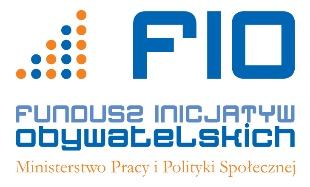 FIO
FUNDUSZ INICJATYW
obywatelskich
Ministerstwo Pracy i Polityki Społecznej